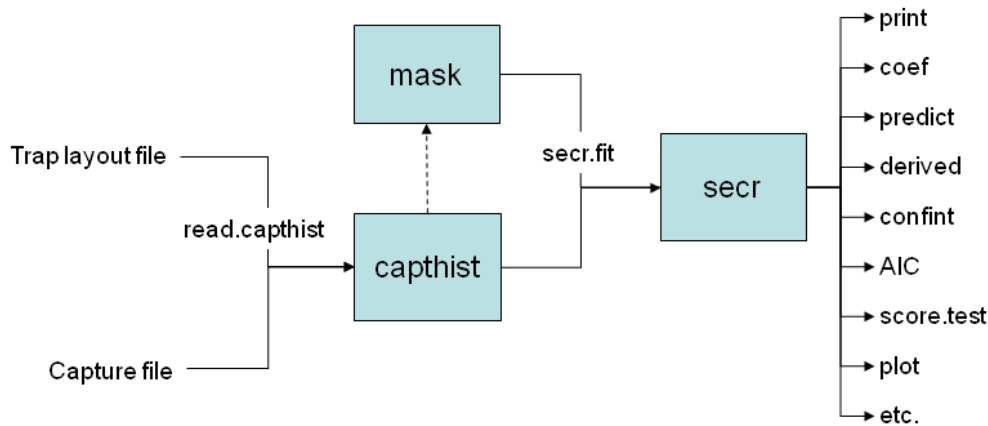 Trap layout file
Capture file
read.capthist
mask
capthist
secr.fit
secr
print
coef
predict
derived
confint
AIC
score.test
plot
etc.